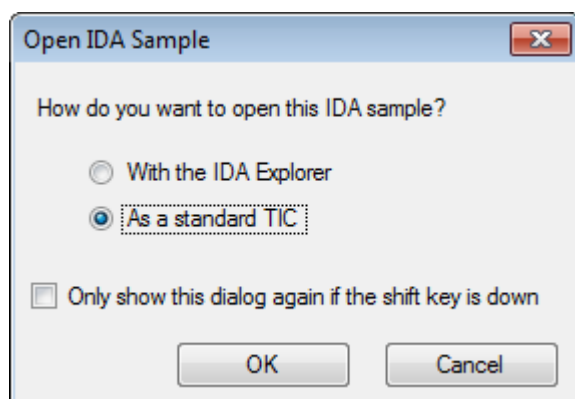 Open IDA Sample
How do you want to open this IDA sample?
With the IDA Explorer
As a standard TIC
Only show this dialog again if the shift key is down
OK
Cancel